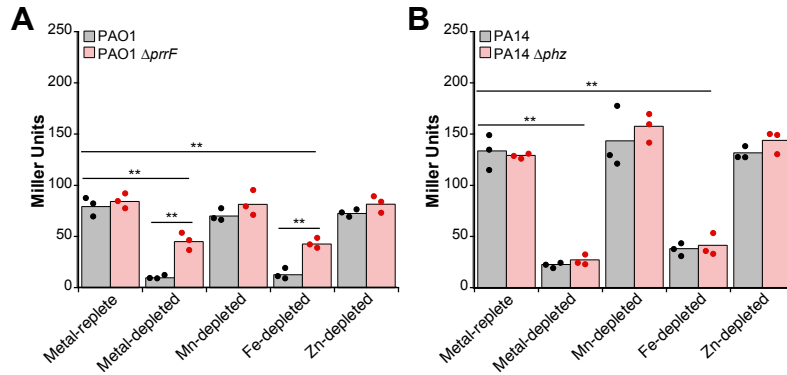 A
PAO1
PAO1 ΔprrF
Miller Units
250
200
150
100
50
0
**
**
**
**
Metal-replete
Metal-depleted
Mn-depleted
Fe-depleted
Zn-depleted
B
PA14
PA14 Δphz
Miller Units
250
200
150
100
50
0
**
**
Metal-replete
Metal-depleted
Mn-depleted
Fe-depleted
Zn-depleted